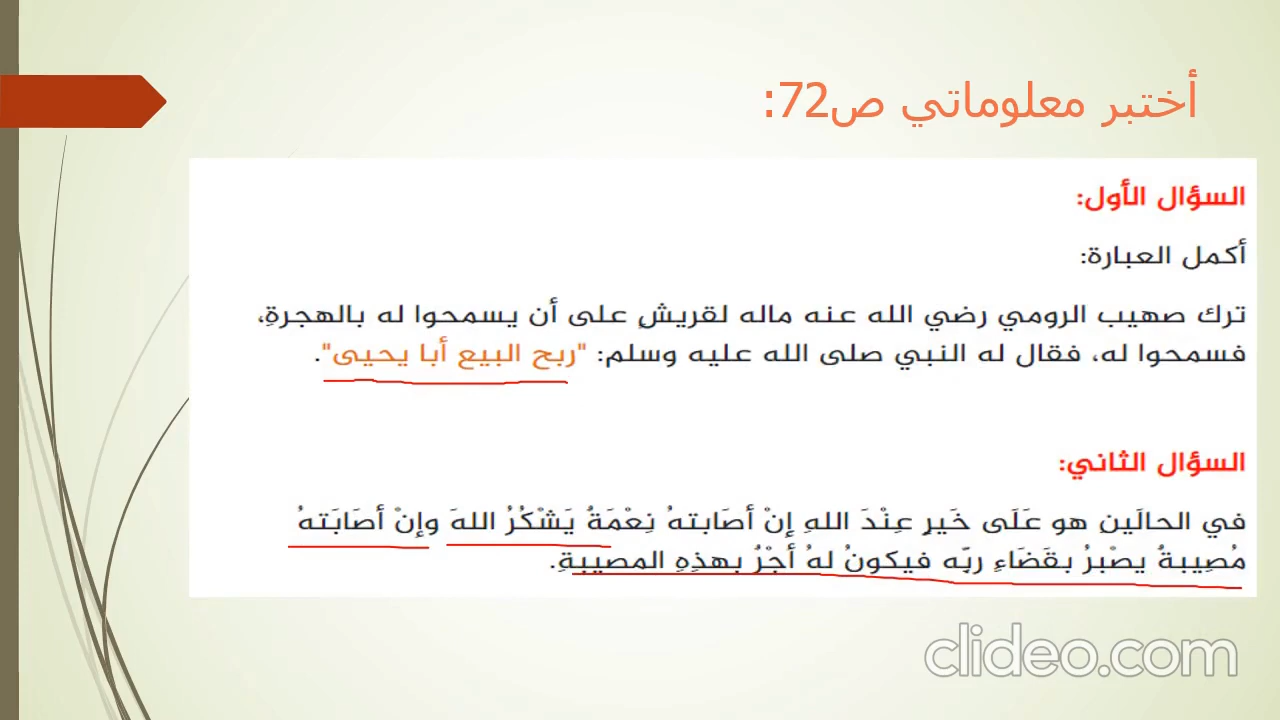 أختبر معلوماتي ص72:
السؤال الأول:
أكمل العبارة:
ترك صهيب الرومي رضي الله عنه ماله لقريشٍ على أن يسمحوا له بالهجرةِ،
فسمحوا له، فقال له النبي صلى الله عليه وسلم: "ربح البيع أبا يحيى".
السؤال الثاني:
في الحالَينِ هو عَلَى خَيرٍ عِنْدَ اللهِ إنْ أصَابتهُ نِعْمَةٌ يَشْكُرُ اللهَ وإنْ أصَابَتهُ
مُصِيبةٌ يصْبرُ بقَضَاءِ ربّه فيكونُ لهُ أجْرٌ بهذِهِ المصيبةِ.
clideo.com